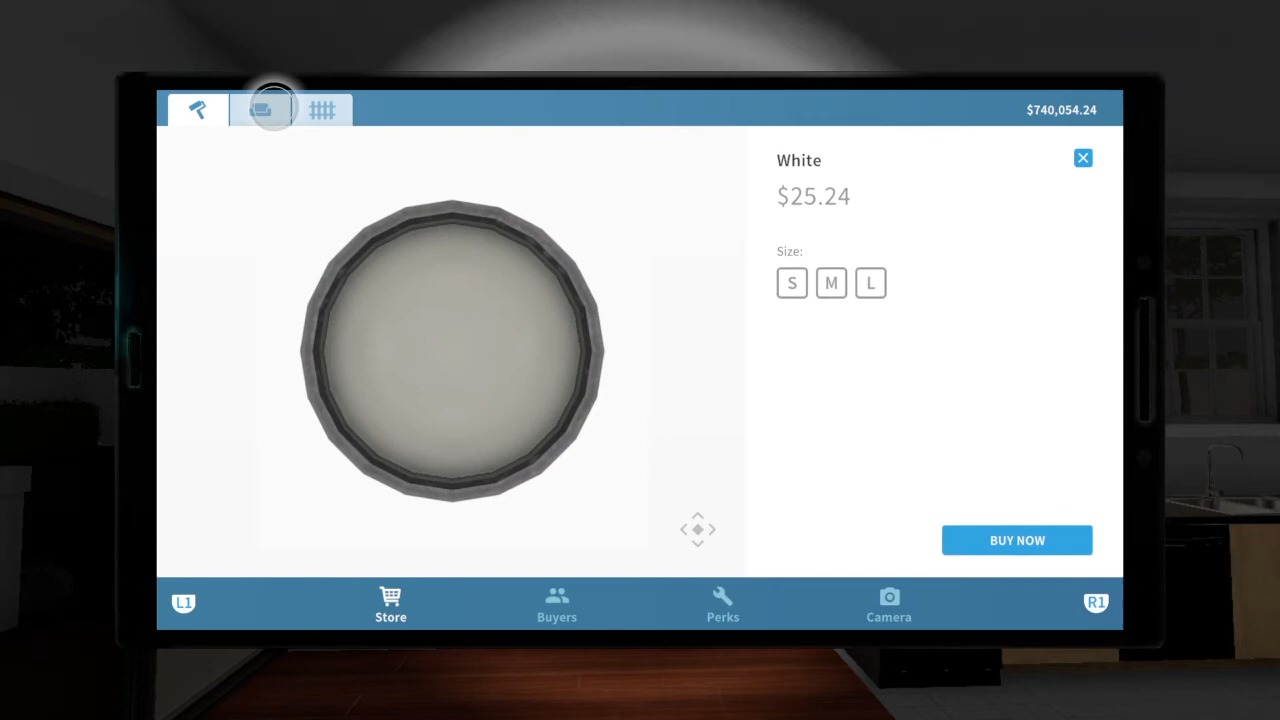 $740,054.24
White
$25.24
Size:
S M L
BUY NOW
L1
Store
Buyers
Perks
Camera
R1